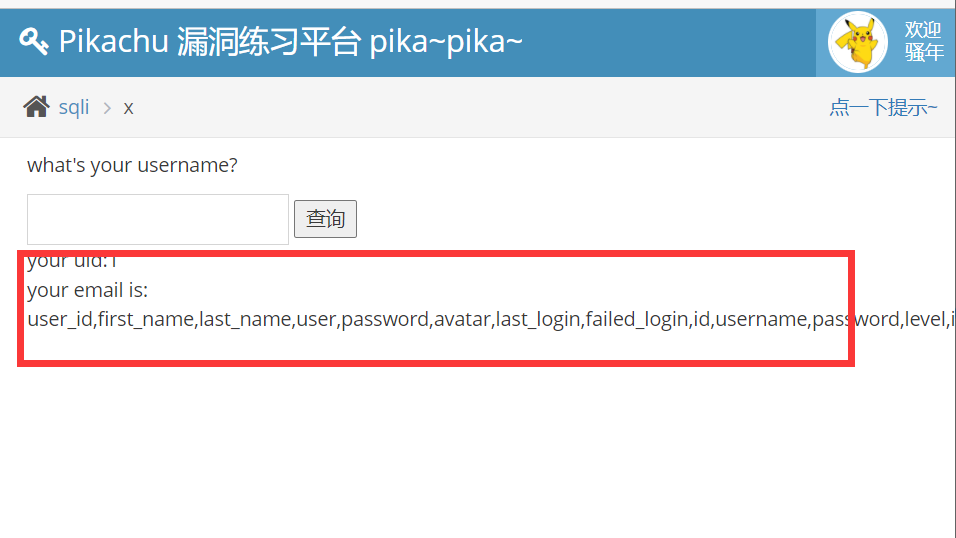 Pikachu 漏洞练习平台 pika~pika~
欢迎
骚年
sqli > x
点一下提示~
what's your username?
查询
your uid:1
your email is:
user_id,first_name,last_name,user,password,avatar,last_login,failed_login,id,username,password,level,i